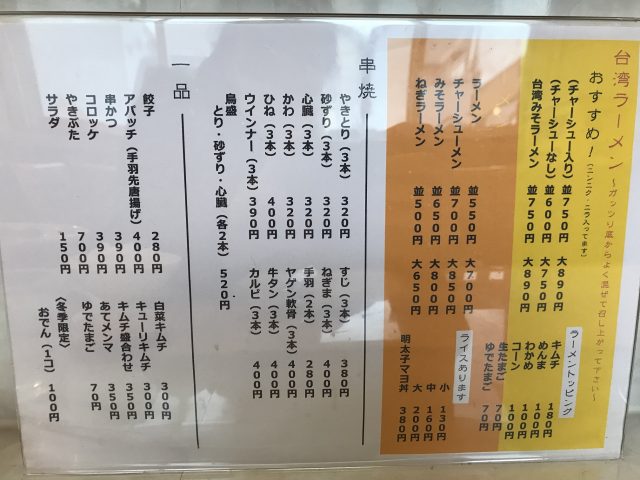 台湾ラーメン ～ガッツリ底からよく混ぜて召し上がって下さい～
おすすめ！（ニンニク・ニラ入ってます）
（チャーシュー入り） 並750円 大890円
（チャーシューなし） 並600円 大750円
台湾みそラーメン 並750円 大890円
ラーメントッピング
キムチ 180円
めんま 100円
わかめ 100円
コーン 100円
生たまご 70円
ゆでたまご 70円
ラーメン 並550円 大700円
チャーシューメン 並700円 大850円
みそラーメン 並650円 大800円
ねぎラーメン 並500円 大650円
ライスあります
小 130円
中 160円
大 200円
明太子マヨ丼 380円
串焼
やきとり（3本） 320円
砂ずり（3本） 320円
心臓（3本） 320円
かわ（3本） 320円
ひね（3本） 400円
ウインナー（3本） 390円
鳥盛
とり・砂ずり・心臓（各2本） 520円
すじ（3本） 380円
ねぎま（3本） 400円
手羽（2本） 280円
ヤゲン軟骨（3本） 400円
牛タン（3本） 400円
カルビ（3本） 400円
一品
餃子 280円
アパッチ（手羽先唐揚げ） 400円
串かつ 390円
コロッケ 390円
やきぶた 700円
サラダ 150円
白菜キムチ 300円
キューリキムチ 300円
キムチ盛合わせ 350円
あてメンマ 350円
ゆでたまご 70円
〈冬季限定〉
おでん（1コ） 100円